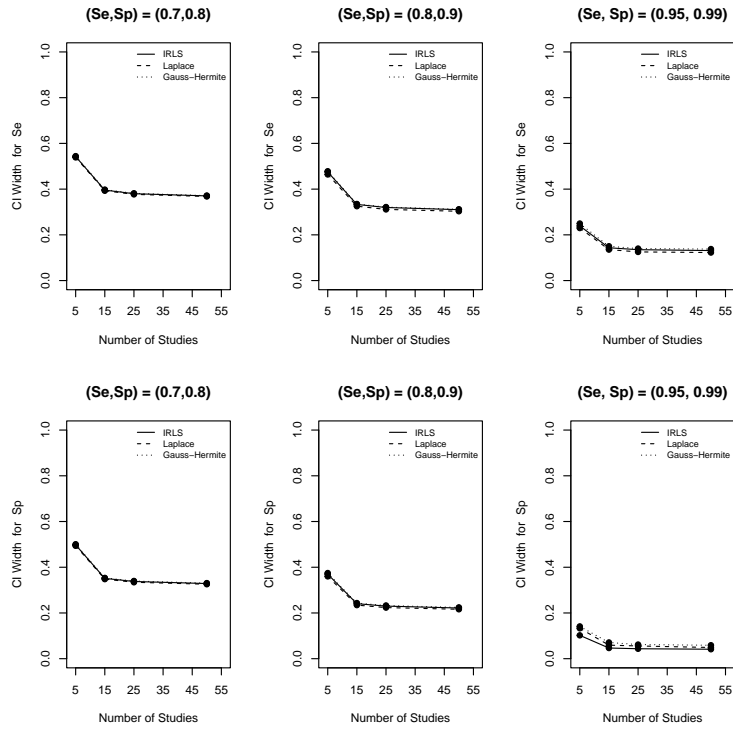 (Se,Sp) = (0.7,0.8)
CI Width for Se
1.0
0.8
0.6
0.4
0.2
0.0
IRLS
Laplace
Gauss−Hermite
5 15 25 35 45 55
Number of Studies
(Se,Sp) = (0.8,0.9)
CI Width for Se
1.0
0.8
0.6
0.4
0.2
0.0
IRLS
Laplace
Gauss−Hermite
5 15 25 35 45 55
Number of Studies
(Se, Sp) = (0.95, 0.99)
CI Width for Se
1.0
0.8
0.6
0.4
0.2
0.0
IRLS
Laplace
Gauss−Hermite
5 15 25 35 45 55
Number of Studies
(Se,Sp) = (0.7,0.8)
CI Width for Sp
1.0
0.8
0.6
0.4
0.2
0.0
IRLS
Laplace
Gauss−Hermite
5 15 25 35 45 55
Number of Studies
(Se,Sp) = (0.8,0.9)
CI Width for Sp
1.0
0.8
0.6
0.4
0.2
0.0
IRLS
Laplace
Gauss−Hermite
5 15 25 35 45 55
Number of Studies
(Se, Sp) = (0.95, 0.99)
CI Width for Sp
1.0
0.8
0.6
0.4
0.2
0.0
IRLS
Laplace
Gauss−Hermite
5 15 25 35 45 55
Number of Studies